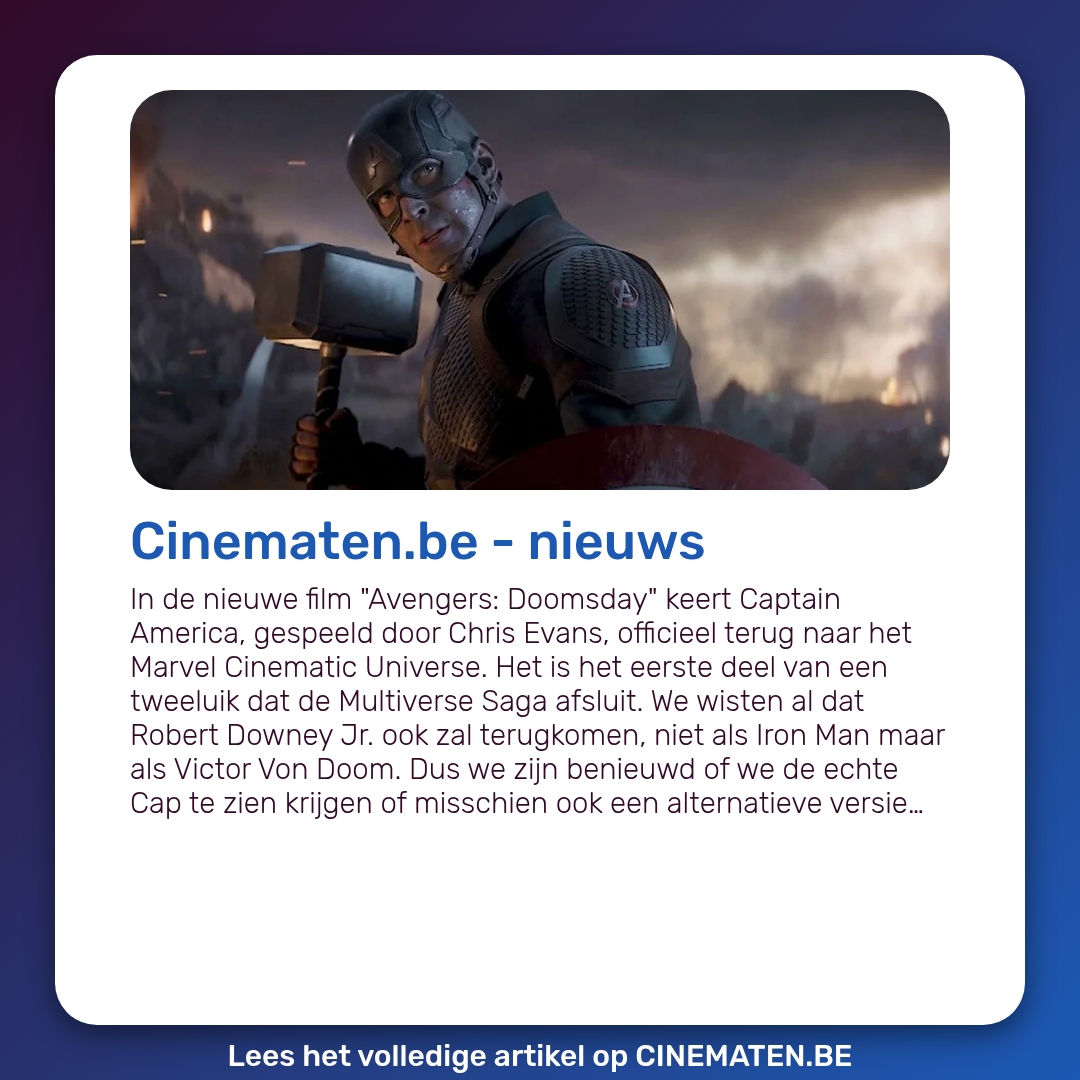 Cinematen.be - nieuws
In de nieuwe film "Avengers: Doomsday" keert Captain
America, gespeeld door Chris Evans, officieel terug naar het
Marvel Cinematic Universe. Het is het eerste deel van een
tweeluik dat de Multiverse Saga afsluit. We wisten al dat
Robert Downey Jr. ook zal terugkomen, niet als Iron Man maar
als Victor Von Doom. Dus we zijn benieuwd of we de echte
Cap te zien krijgen of misschien ook een alternatieve versie...
Lees het volledige artikel op CINEMATEN.BE